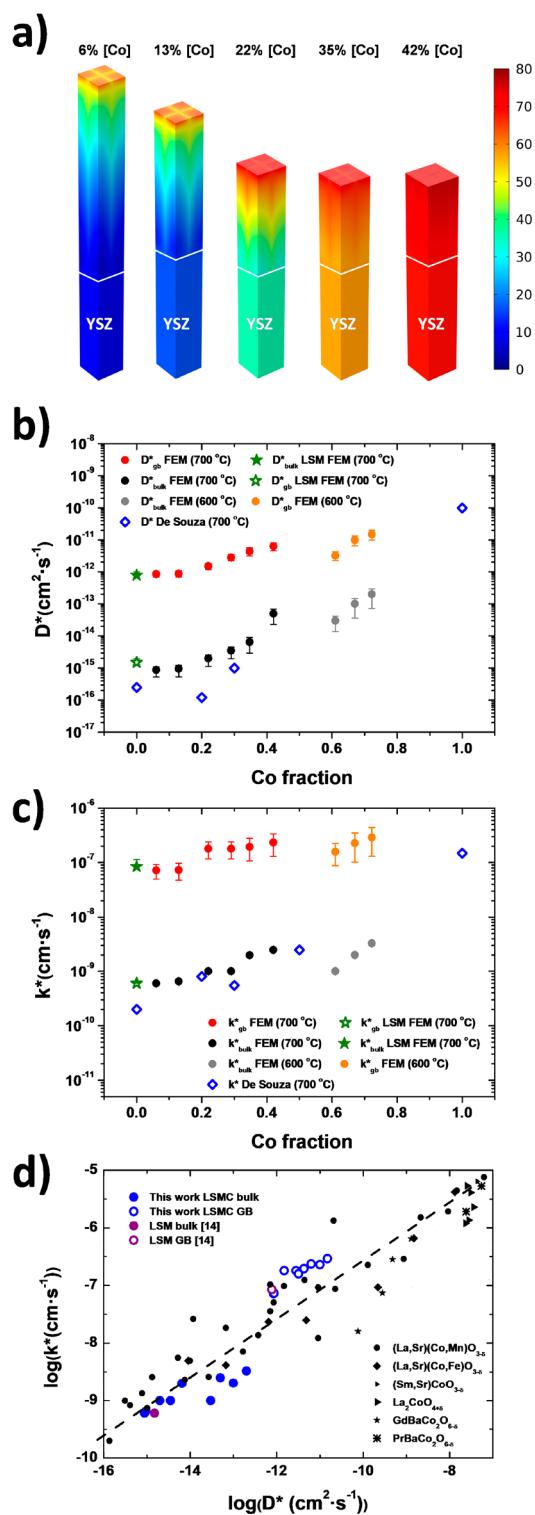 a)
6% [Co] 13% [Co] 22% [Co] 35% [Co] 42% [Co]
80
70
60
50
40
30
20
10
0
YSZ YSZ YSZ YSZ YSZ
b)
D*gb FEM (700 °C) D*bulk LSM FEM (700 °C)
D*bulk FEM (700 °C) D*gb LSM FEM (700 °C)
D*bulk FEM (600 °C) D*gb FEM (600 °C)
D* De Souza (700 °C)
10-8
10-9
10-10
10-11
10-12
10-13
10-14
10-15
10-16
10-17
D*(cm2·s-1)
0.0 0.2 0.4 0.6 0.8 1.0
Co fraction
c)
10-6
10-7
10-8
10-9
10-10
10-11
k*(cm·s-1)
k*gb FEM (700 °C) k*gb LSM FEM (700 °C)
k*bulk FEM (700 °C) k*bulk LSM FEM (700 °C)
k*bulk FEM (600 °C) k*gb FEM (600 °C)
k* De Souza (700 °C)
0.0 0.2 0.4 0.6 0.8 1.0
Co fraction
d)
-5
-6
-7
-8
-9
-10
log(k*(cm·s-1))
This work LSMC bulk
This work LSMC GB
LSM bulk [14]
LSM GB [14]
(La,Sr)(Co,Mn)O3-δ
(La,Sr)(Co,Fe)O3-δ
(Sm,Sr)CoO3-δ
La2CoO4+δ
GdBaCo2O6-δ
PrBaCo2O6-δ
-16 -14 -12 -10 -8
log(D* (cm2·s-1))